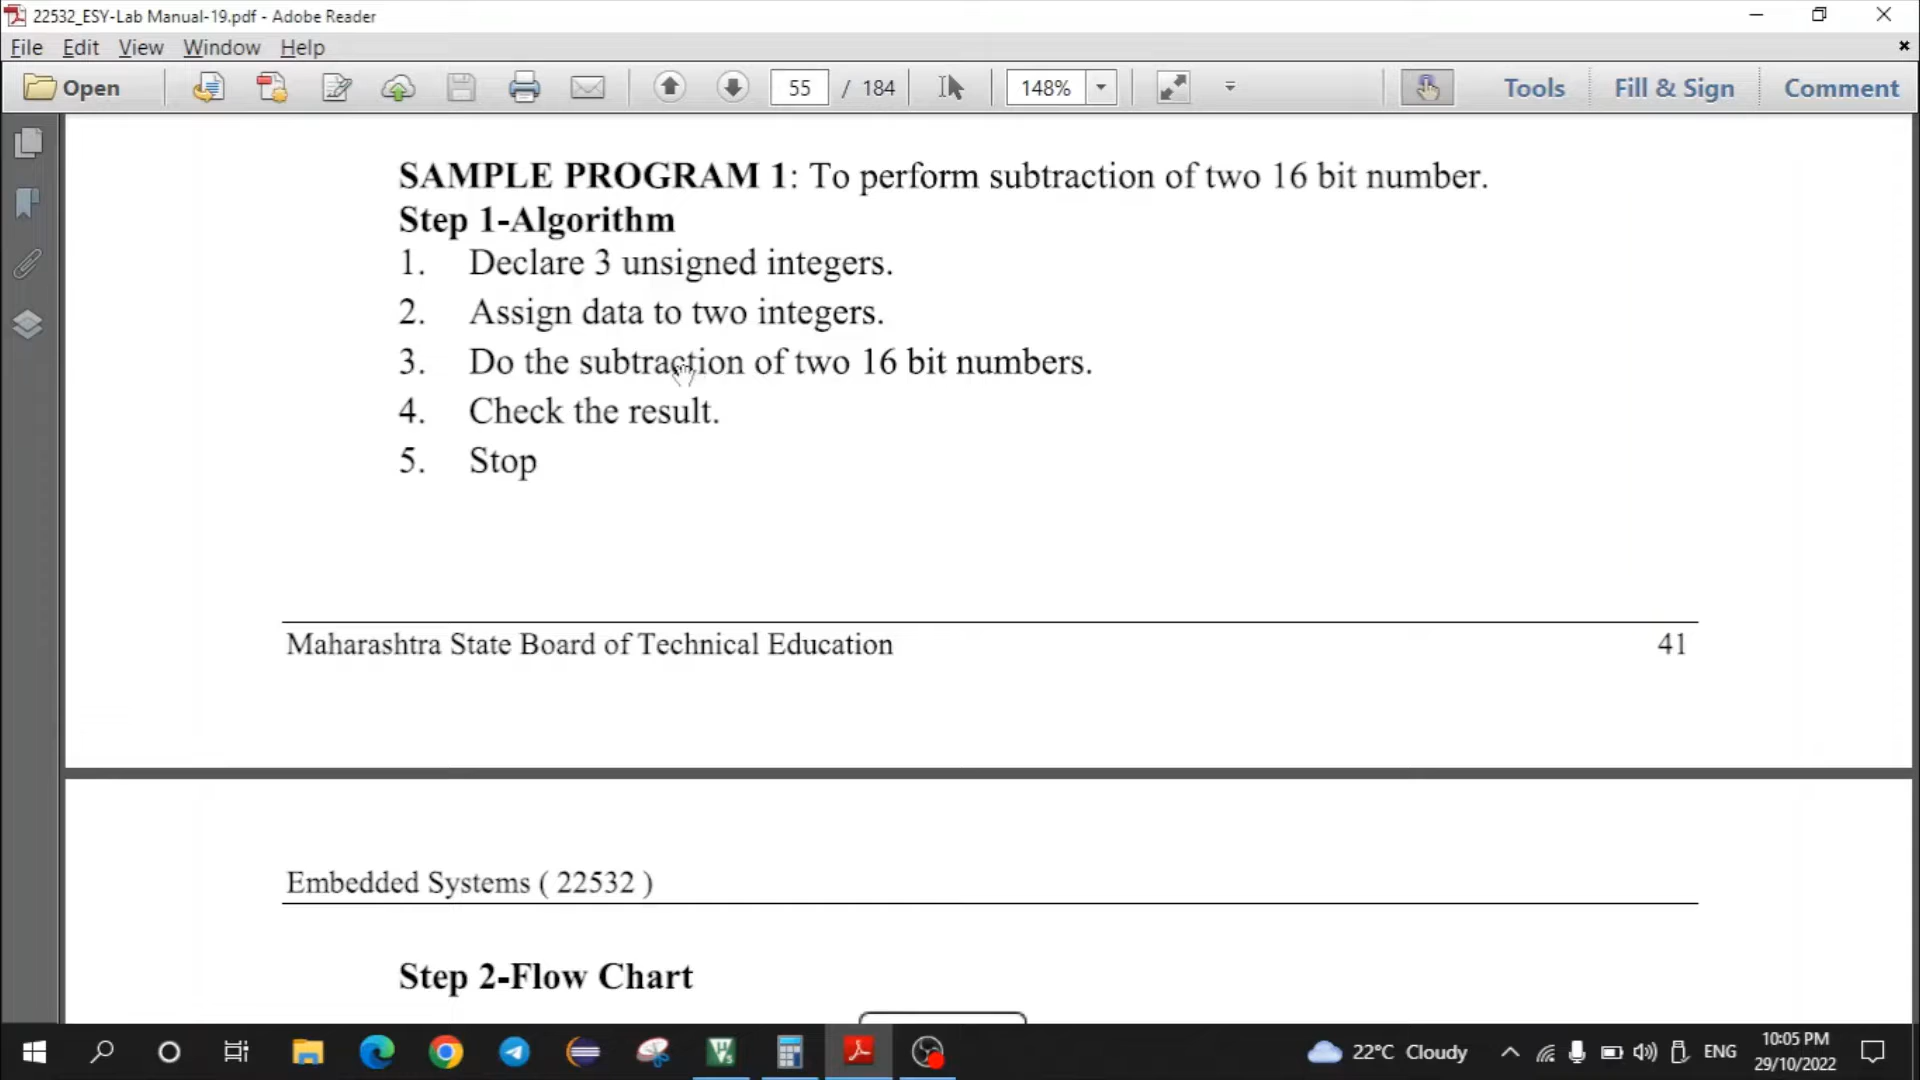 22532_ESY-Lab Manual-19.pdf - Adobe Reader
File Edit View Window Help
Open 55 / 184 148% Tools Fill & Sign Comment
SAMPLE PROGRAM 1: To perform subtraction of two 16 bit number.
Step 1-Algorithm
1. Declare 3 unsigned integers.
2. Assign data to two integers.
3. Do the subtraction of two 16 bit numbers.
4. Check the result.
5. Stop
Maharashtra State Board of Technical Education 41
Embedded Systems ( 22532 )
Step 2-Flow Chart
22°C Cloudy ENG 10:05 PM
29/10/2022